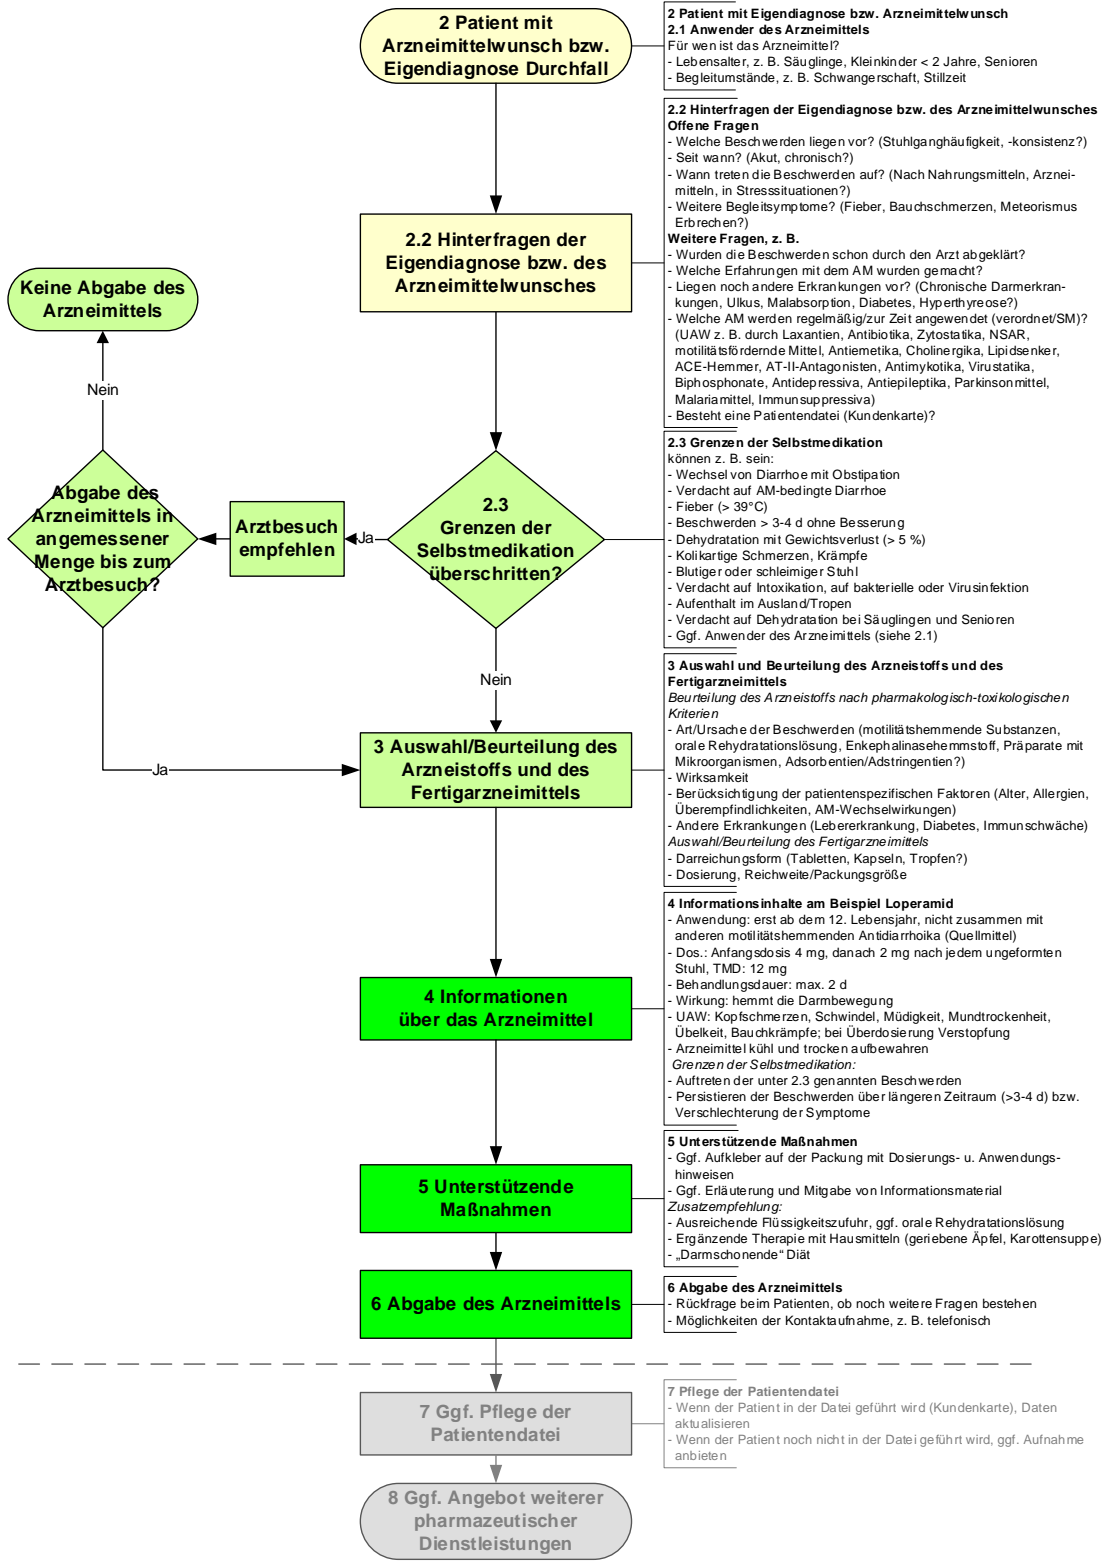 2 Patient mit
Arzneimittelwunsch bzw.
Eigendiagnose Durchfall
2 Patient mit Eigendiagnose bzw. Arzneimittelwunsch
2.1 Anwender des Arzneimittels
Für wen ist das Arzneimittel?
- Lebensalter, z. B. Säuglinge, Kleinkinder < 2 Jahre, Senioren
- Begleitumstände, z. B. Schwangerschaft, Stillzeit
2.2 Hinterfragen der
Eigendiagnose bzw. des
Arzneimittelwunsches
2.2 Hinterfragen der Eigendiagnose bzw. des Arzneimittelwunsches
Offene Fragen
- Welche Beschwerden liegen vor? (Stuhlganghäufigkeit, -konsistenz?)
- Seit wann? (Akut, chronisch?)
- Wann treten die Beschwerden auf? (Nach Nahrungsmitteln, Arznei-
mitteln, in Stresssituationen?)
- Weitere Begleitsymptome? (Fieber, Bauchschmerzen, Meteorismus
Erbrechen?)
Weitere Fragen, z. B.
- Wurden die Beschwerden schon durch den Arzt abgeklärt?
- Welche Erfahrungen mit dem AM wurden gemacht?
- Liegen noch andere Erkrankungen vor? (Chronische Darmerkran-
kungen, Ulkus, Malabsorption, Diabetes, Hyperthyreose?)
- Welche AM werden regelmäßig/zur Zeit angewendet (verordnet/SM)?
(UAW z. B. durch Laxantien, Antibiotika, Zytostatika, NSAR,
motilitätsfördernde Mittel, Antiemetika, Cholinergika, Lipidsenker,
ACE-Hemmer, AT-II-Antagonisten, Antimykotika, Virustatika,
Biphosphonate, Antidepressiva, Antiepileptika, Parkinsonmittel,
Malariamittel, Immunsuppressiva)
- Besteht eine Patientendatei (Kundenkarte)?
Keine Abgabe des
Arzneimittels
Nein
Abgabe des
Arzneimittels in
angemessener
Menge bis zum
Arztbesuch?
Arztbesuch
empfehlen
Ja
2.3
Grenzen der
Selbstmedikation
überschritten?
2.3 Grenzen der Selbstmedikation
können z. B. sein:
- Wechsel von Diarrhoe mit Obstipation
- Verdacht auf AM-bedingte Diarrhoe
- Fieber (> 39°C)
- Beschwerden > 3-4 d ohne Besserung
- Dehydratation mit Gewichtsverlust (> 5 %)
- Kolikartige Schmerzen, Krämpfe
- Blutiger oder schleimiger Stuhl
- Verdacht auf Intoxikation, auf bakterielle oder Virusinfektion
- Aufenthalt im Ausland/Tropen
- Verdacht auf Dehydatation bei Säuglingen und Senioren
- Ggf. Anwender des Arzneimittels (siehe 2.1)
Nein
Ja
3 Auswahl/Beurteilung des
Arzneistoffs und des
Fertigarzneimittels
3 Auswahl und Beurteilung des Arzneistoffs und des
Fertigarzneimittels
Beurteilung des Arzneistoffs nach pharmakologisch-toxikologischen
Kriterien
- Art/Ursache der Beschwerden (motilitätshemmende Substanzen,
orale Rehydratationslösung, Enkephalinasehemmstoff, Präparate mit
Mikroorganismen, Adsorbentien/Adstringentien?)
- Wirksamkeit
- Berücksichtigung der patientenspezifischen Faktoren (Alter, Allergien,
Überempfindlichkeiten, AM-Wechselwirkungen)
- Andere Erkrankungen (Lebererkrankung, Diabetes, Immunschwäche)
Auswahl/Beurteilung des Fertigarzneimittels
- Darreichungsform (Tabletten, Kapseln, Tropfen?)
- Dosierung, Reichweite/Packungsgröße
4 Informationen
über das Arzneimittel
4 Informationsinhalte am Beispiel Loperamid
- Anwendung: erst ab dem 12. Lebensjahr, nicht zusammen mit
anderen motilitätshemmenden Antidiarrhoika (Quellmittel)
- Dos.: Anfangsdosis 4 mg, danach 2 mg nach jedem ungeformten
Stuhl, TMD: 12 mg
- Behandlungsdauer: max. 2 d
- Wirkung: hemmt die Darmbewegung
- UAW: Kopfschmerzen, Schwindel, Müdigkeit, Mundtrockenheit,
Übelkeit, Bauchkrämpfe; bei Überdosierung Verstopfung
- Arzneimittel kühl und trocken aufbewahren
Grenzen der Selbstmedikation:
- Auftreten der unter 2.3 genannten Beschwerden
- Persistieren der Beschwerden über längeren Zeitraum (>3-4 d) bzw.
Verschlechterung der Symptome
5 Unterstützende
Maßnahmen
5 Unterstützende Maßnahmen
- Ggf. Aufkleber auf der Packung mit Dosierungs- u. Anwendungs-
hinweisen
- Ggf. Erläuterung und Mitgabe von Informationsmaterial
Zusatzempfehlung:
- Ausreichende Flüssigkeitszufuhr, ggf. orale Rehydratationslösung
- Ergänzende Therapie mit Hausmitteln (geriebene Äpfel, Karottensuppe)
- „Darmschonende“ Diät
6 Abgabe des Arzneimittels
6 Abgabe des Arzneimittels
- Rückfrage beim Patienten, ob noch weitere Fragen bestehen
- Möglichkeiten der Kontaktaufnahme, z. B. telefonisch
7 Ggf. Pflege der
Patientendatei
7 Pflege der Patientendatei
- Wenn der Patient in der Datei geführt wird (Kundenkarte), Daten
aktualisieren
- Wenn der Patient noch nicht in der Datei geführt wird, ggf. Aufnahme
anbieten
8 Ggf. Angebot weiterer
pharmazeutischer
Dienstleistungen